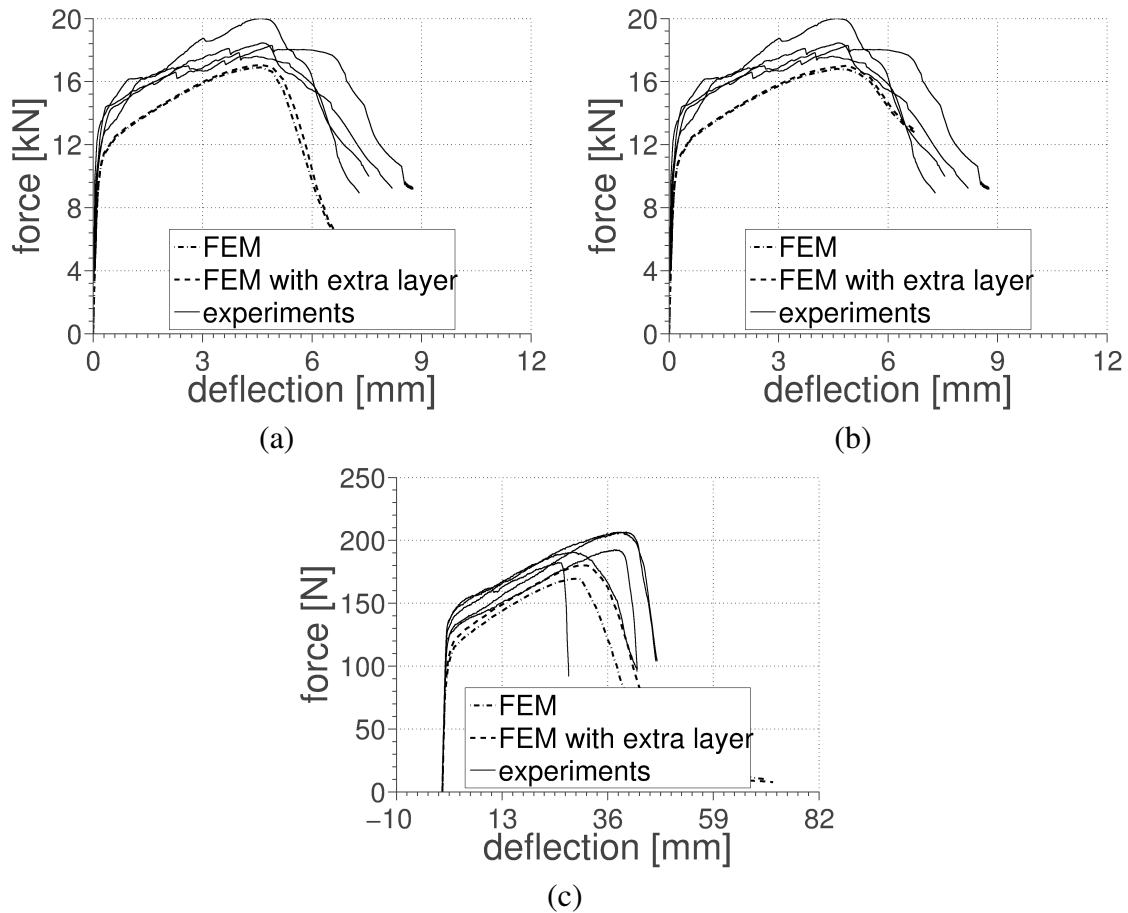 20
16
12
8
4
0
force [kN]
0 3 6 9 12
deflection [mm]
FEM
FEM with extra layer
experiments
(a)
20
16
12
8
4
0
force [kN]
0 3 6 9 12
deflection [mm]
FEM
FEM with extra layer
experiments
(b)
250
200
150
100
50
0
force [N]
−10 13 36 59 82
deflection [mm]
FEM
FEM with extra layer
experiments
(c)